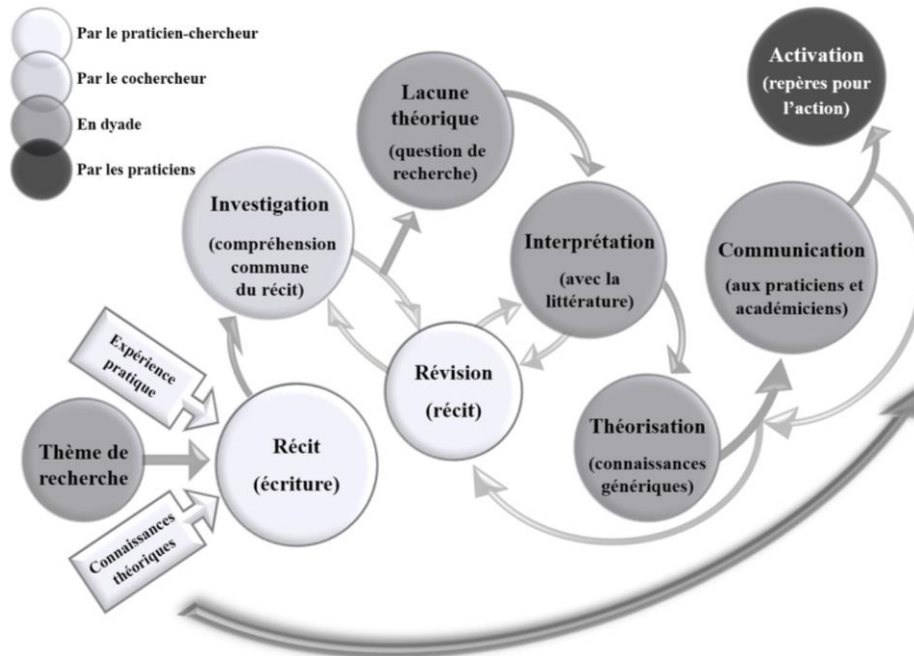 Par le praticien-chercheur
Par le cochercheur
En dyade
Par les praticiens
Activation
(repères pour
l'action)
Lacune
théorique
(question de
recherche)
Investigation
(compréhension
commune
du récit)
Interprétation
(avec la
littérature)
Communication
(aux praticiens et
académiciens)
Expérience
pratique
Révision
(récit)
Thème de
recherche
Récit
(écriture)
Théorisation
(connaissances
génériques)
Connaissances
théoriques